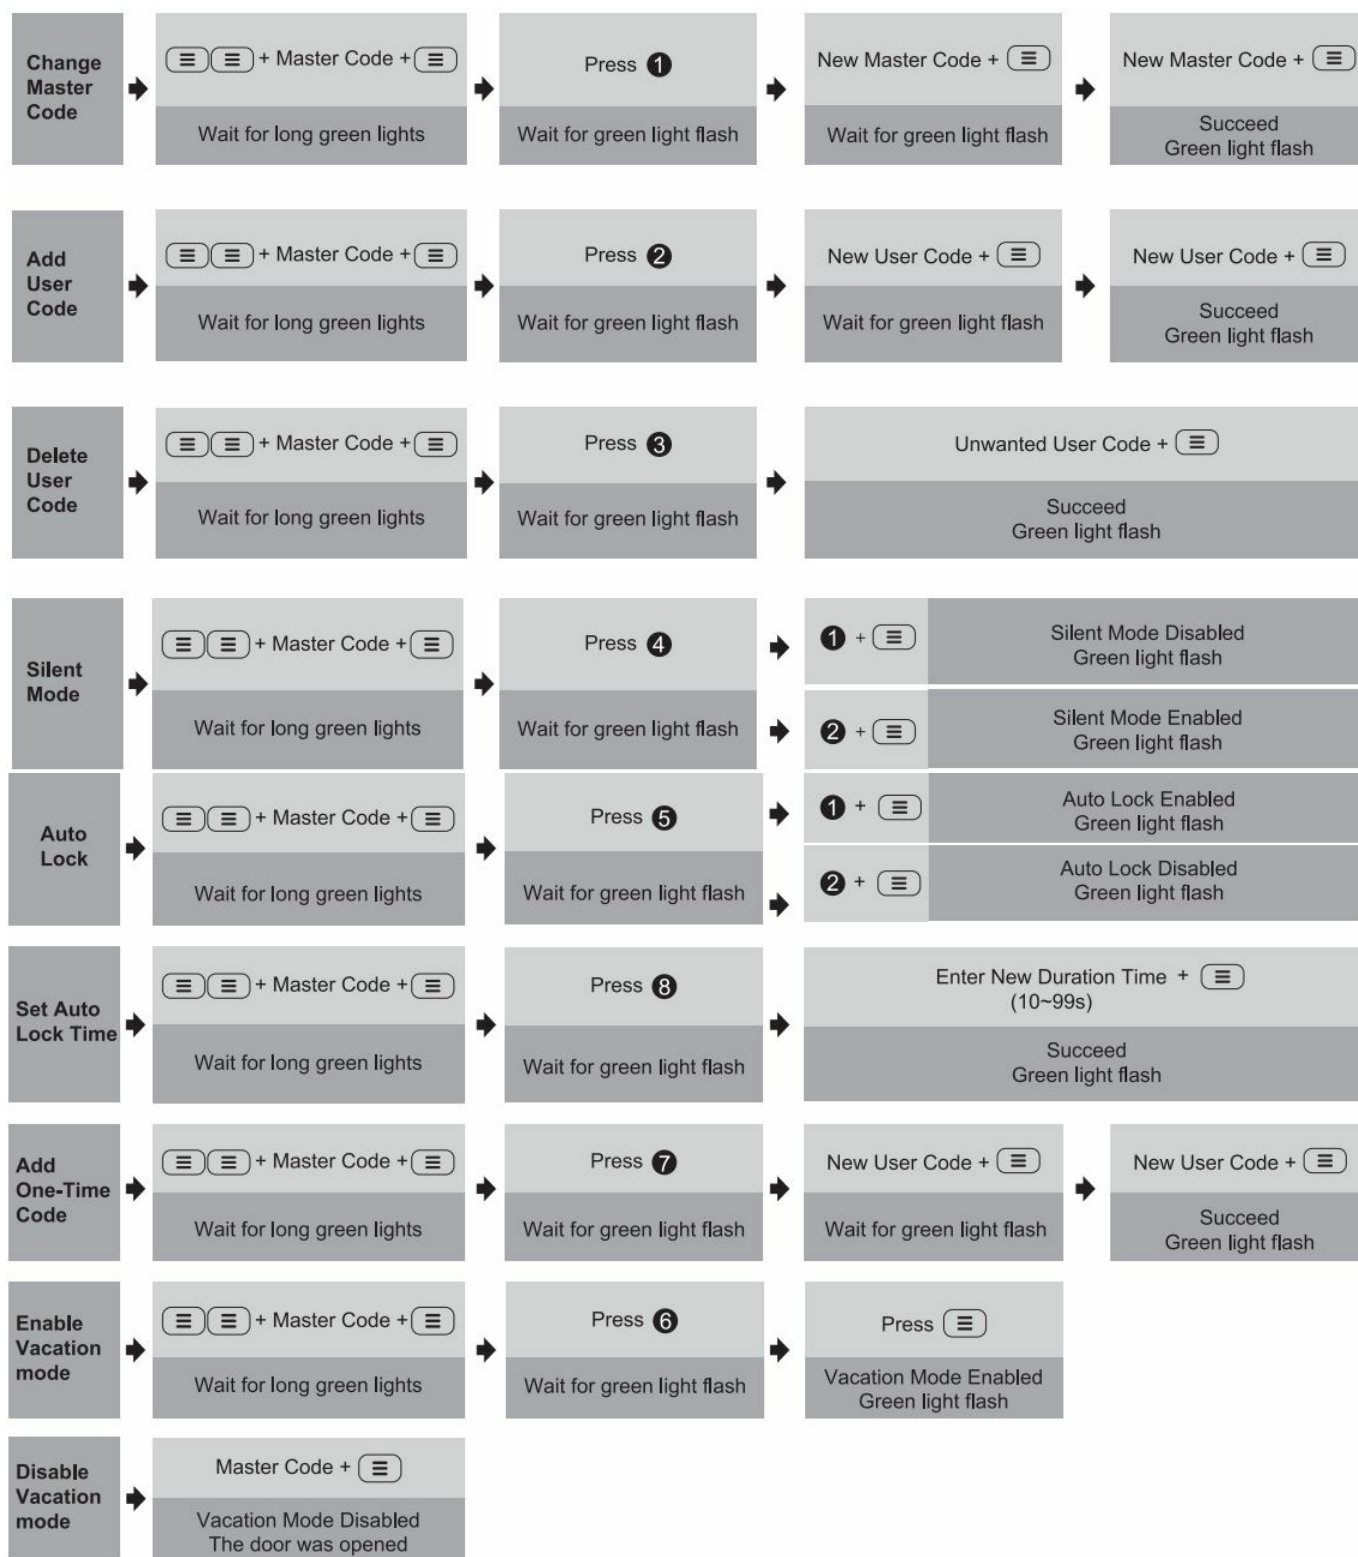 Change
Master
Code
☰ ☰ + Master Code + ☰
Wait for long green lights
Press ❶
Wait for green light flash
New Master Code + ☰
Wait for green light flash
New Master Code + ☰
Succeed
Green light flash
Add
User
Code
☰ ☰ + Master Code + ☰
Wait for long green lights
Press ❷
Wait for green light flash
New User Code + ☰
Wait for green light flash
New User Code + ☰
Succeed
Green light flash
Delete
User
Code
☰ ☰ + Master Code + ☰
Wait for long green lights
Press ❸
Wait for green light flash
Unwanted User Code + ☰
Succeed
Green light flash
Silent
Mode
☰ ☰ + Master Code + ☰
Wait for long green lights
Press ❹
Wait for green light flash
❶ + ☰
Silent Mode Disabled
Green light flash
❷ + ☰
Silent Mode Enabled
Green light flash
Auto
Lock
☰ ☰ + Master Code + ☰
Wait for long green lights
Press ❺
Wait for green light flash
❶ + ☰
Auto Lock Enabled
Green light flash
❷ + ☰
Auto Lock Disabled
Green light flash
Set Auto
Lock Time
☰ ☰ + Master Code + ☰
Wait for long green lights
Press ❽
Wait for green light flash
Enter New Duration Time + ☰
(10~99s)
Succeed
Green light flash
Add
One-Time
Code
☰ ☰ + Master Code + ☰
Wait for long green lights
Press ❼
Wait for green light flash
New User Code + ☰
Wait for green light flash
New User Code + ☰
Succeed
Green light flash
Enable
Vacation
mode
☰ ☰ + Master Code + ☰
Wait for long green lights
Press ❻
Wait for green light flash
Press ☰
Vacation Mode Enabled
Green light flash
Disable
Vacation
mode
Master Code + ☰
Vacation Mode Disabled
The door was opened